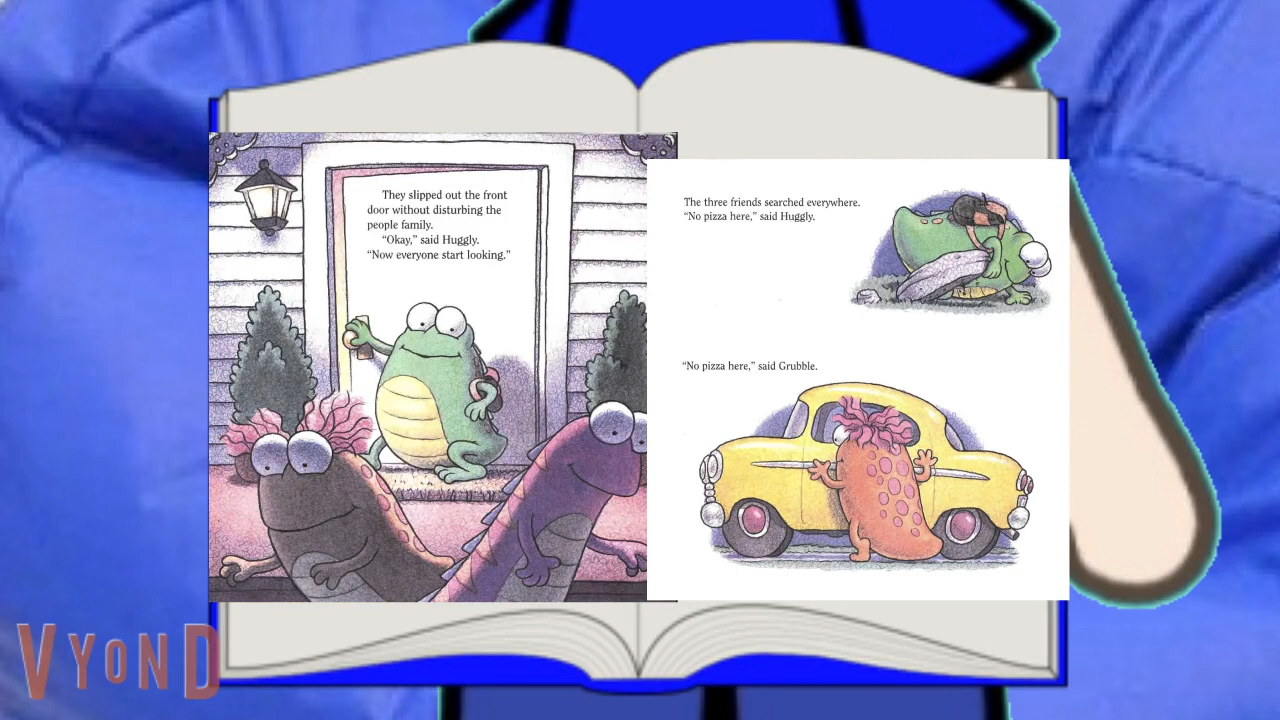 They slipped out the front
door without disturbing the
people family.
“Okay,” said Huggly.
“Now everyone start looking.”
The three friends searched everywhere.
“No pizza here,” said Huggly.
“No pizza here,” said Grubble.
VYOND